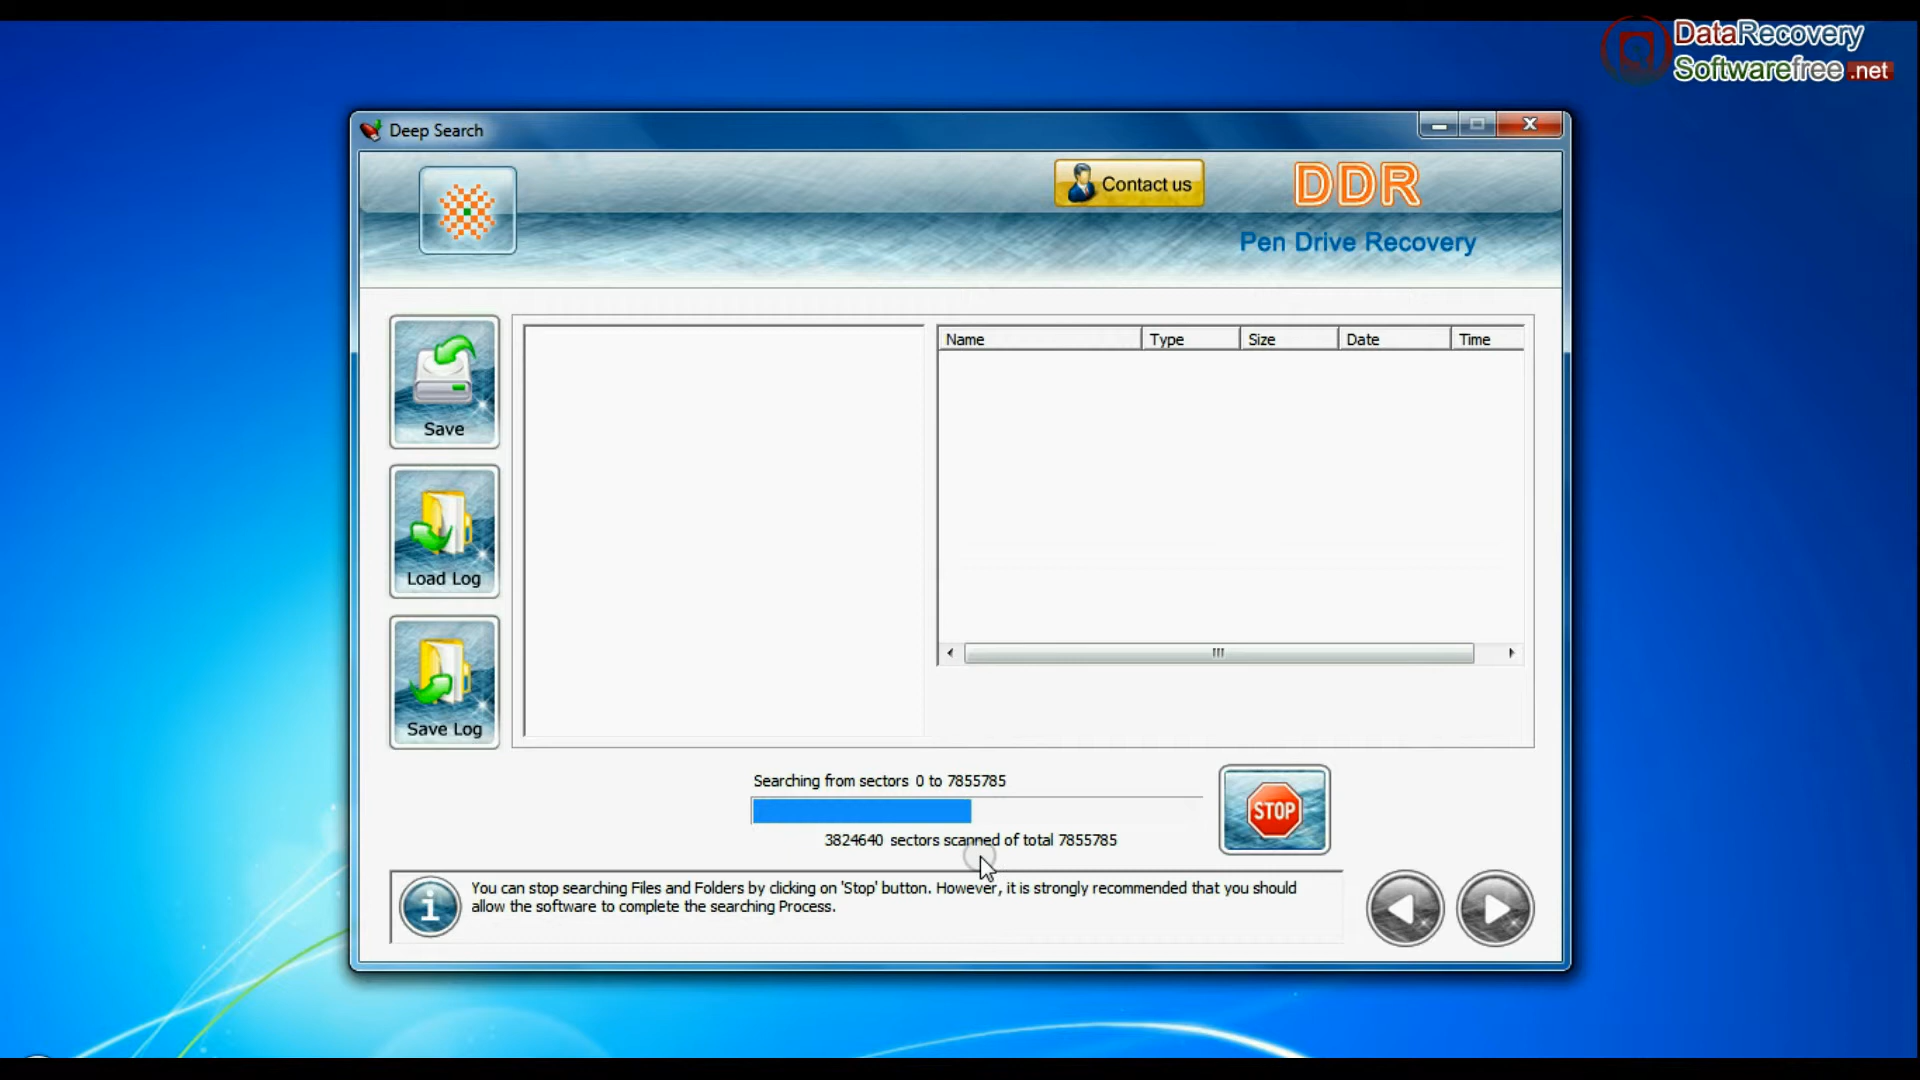 DataRecovery
Softwarefree .net
Deep Search
Contact us
DDR
Pen Drive Recovery
Name Type Size Date Time
Save
Load Log
Save Log
Searching from sectors 0 to 7855785
STOP
3824640 sectors scanned of total 7855785
You can stop searching Files and Folders by clicking on 'Stop' button. However, it is strongly recommended that you should
allow the software to complete the searching Process.